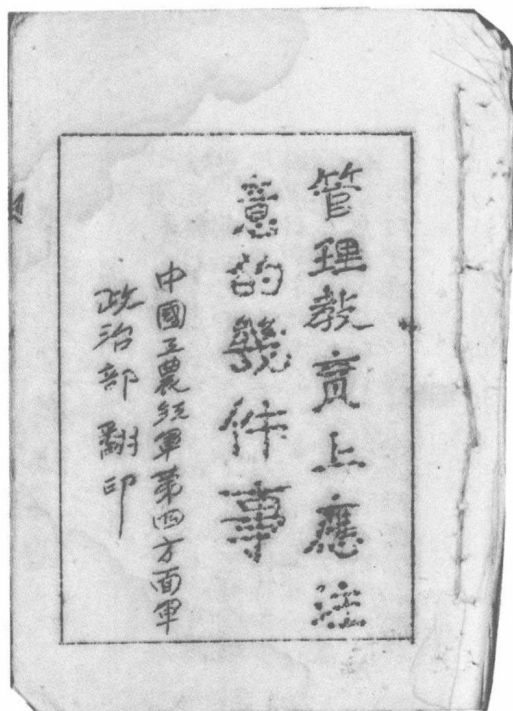 管理教育上應注
意的幾件事
中國工農紅軍第四方面軍
政治部翻印